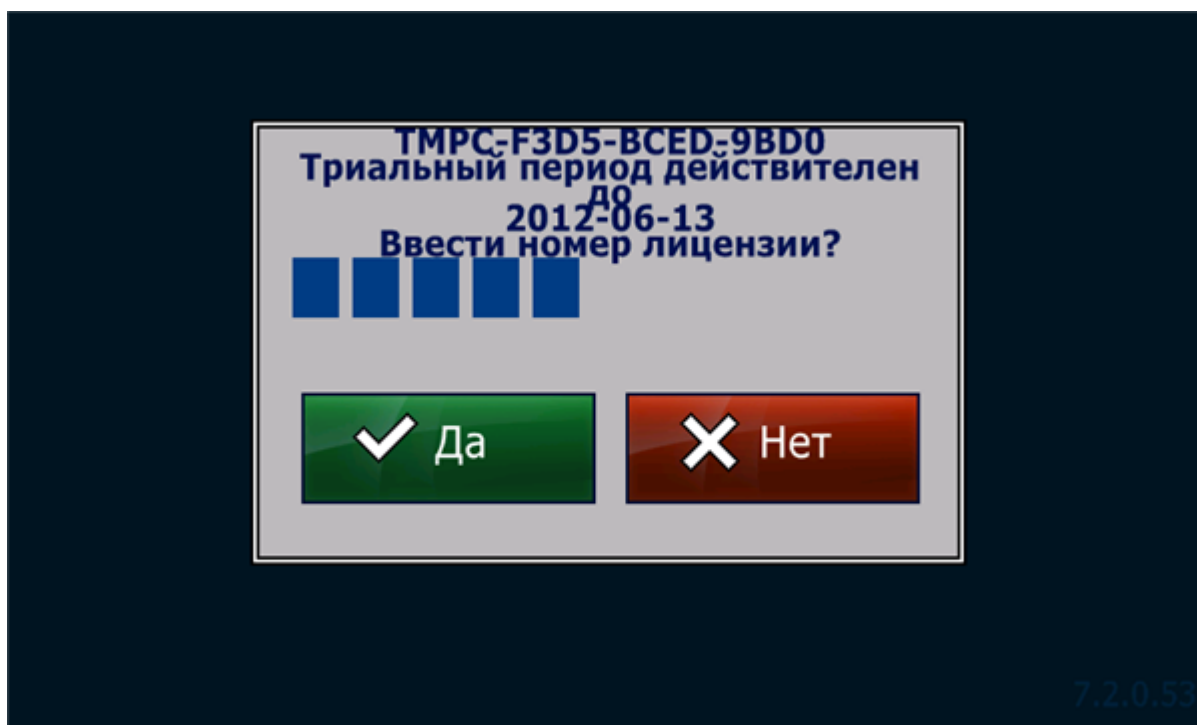 TMPC-F3D5-BCED-9BD0
Триальный период действителен
до
2012-06-13
Ввести номер лицензии?
Да
Нет
7.2.0.53